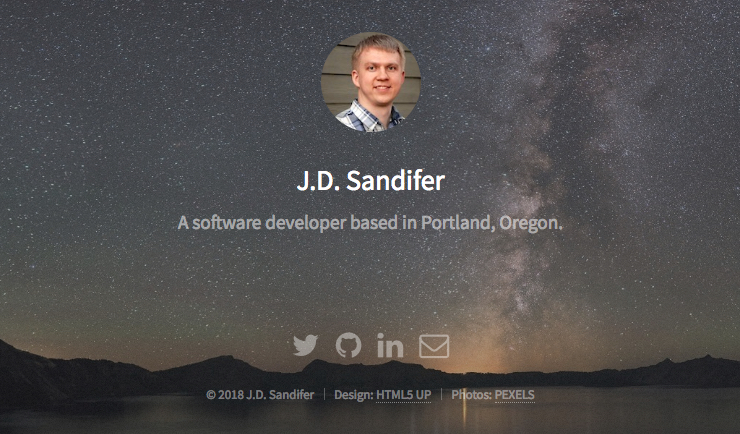 J.D. Sandifer
A software developer based in Portland, Oregon.
© 2018 J.D. Sandifer | Design: HTML5 UP | Photos: PEXELS